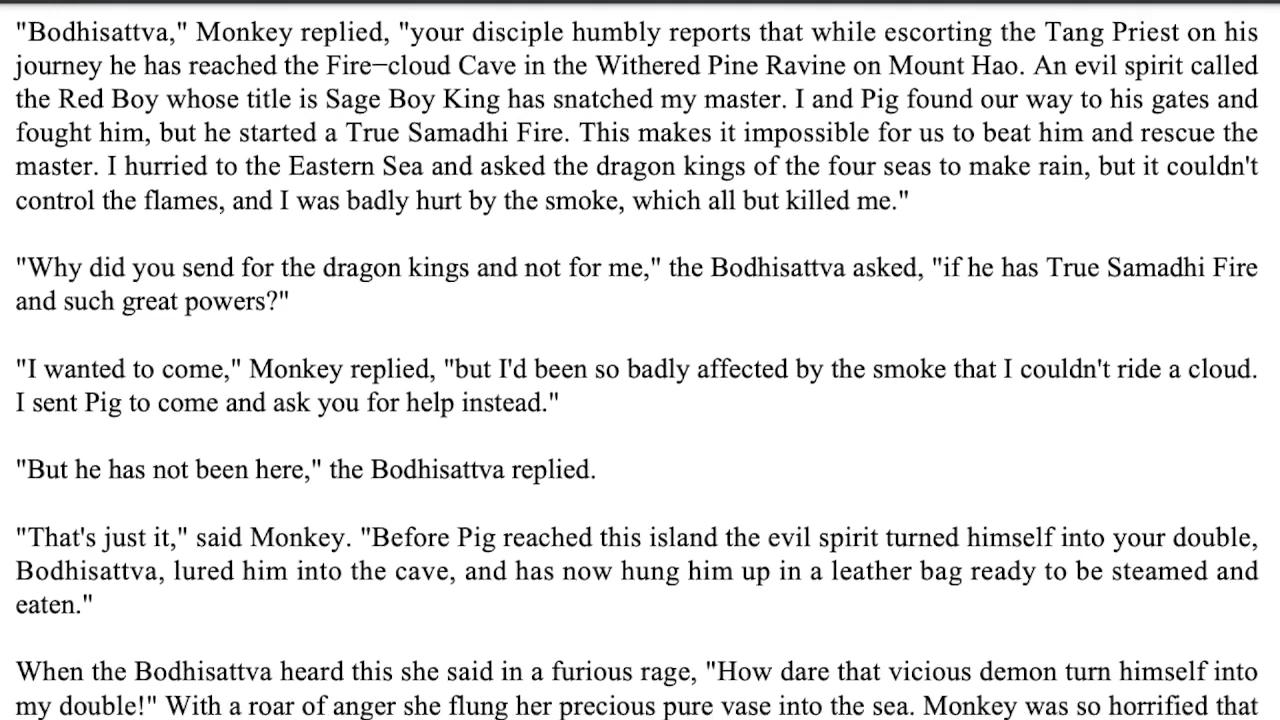 "Bodhisattva," Monkey replied, "your disciple humbly reports that while escorting the Tang Priest on his
journey he has reached the Fire−cloud Cave in the Withered Pine Ravine on Mount Hao. An evil spirit called
the Red Boy whose title is Sage Boy King has snatched my master. I and Pig found our way to his gates and
fought him, but he started a True Samadhi Fire. This makes it impossible for us to beat him and rescue the
master. I hurried to the Eastern Sea and asked the dragon kings of the four seas to make rain, but it couldn't
control the flames, and I was badly hurt by the smoke, which all but killed me."
"Why did you send for the dragon kings and not for me," the Bodhisattva asked, "if he has True Samadhi Fire
and such great powers?"
"I wanted to come," Monkey replied, "but I'd been so badly affected by the smoke that I couldn't ride a cloud.
I sent Pig to come and ask you for help instead."
"But he has not been here," the Bodhisattva replied.
"That's just it," said Monkey. "Before Pig reached this island the evil spirit turned himself into your double,
Bodhisattva, lured him into the cave, and has now hung him up in a leather bag ready to be steamed and
eaten."
When the Bodhisattva heard this she said in a furious rage, "How dare that vicious demon turn himself into
my double!" With a roar of anger she flung her precious pure vase into the sea. Monkey was so horrified that